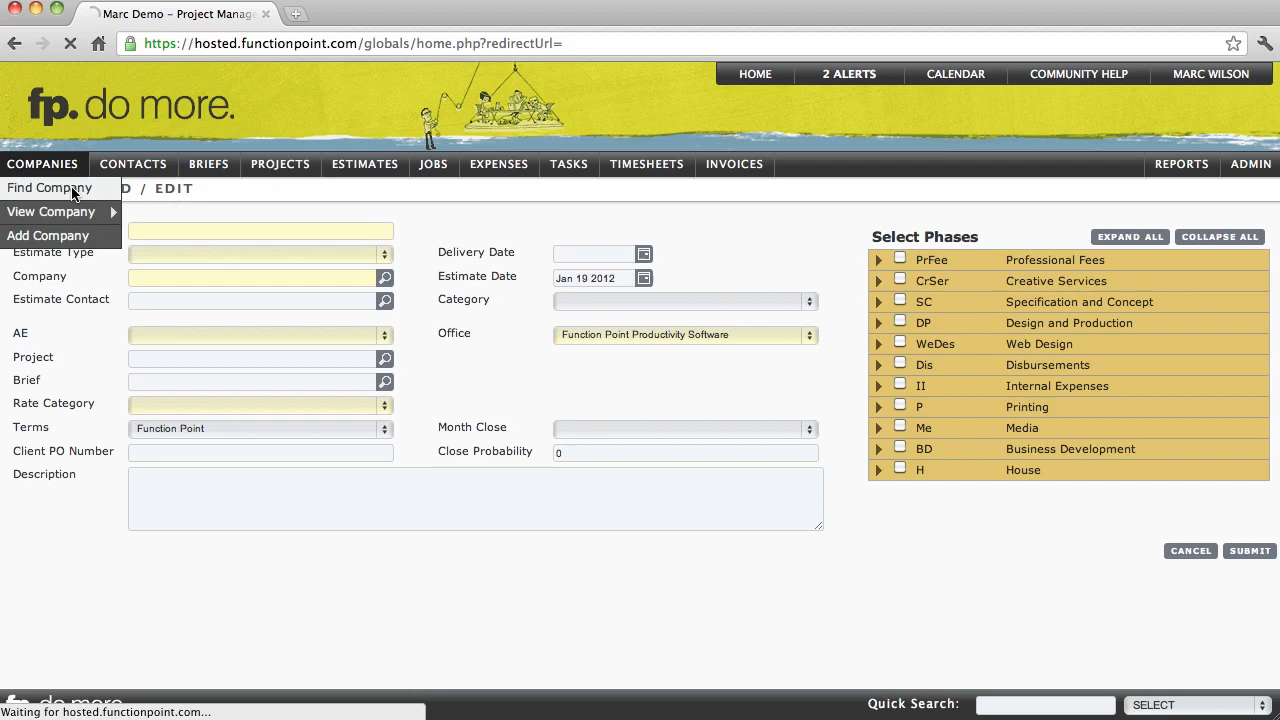 Marc Demo – Project Manage
https://hosted.functionpoint.com/globals/home.php?redirectUrl=
HOME 2 ALERTS CALENDAR COMMUNITY HELP MARC WILSON
fp. do more.
COMPANIES CONTACTS BRIEFS PROJECTS ESTIMATES JOBS EXPENSES TASKS TIMESHEETS INVOICES REPORTS ADMIN
Find Company
D / EDIT
View Company
Add Company
Estimate Type
Delivery Date
Company
Estimate Date Jan 19 2012
Estimate Contact
Category
AE
Office Function Point Productivity Software
Project
Brief
Rate Category
Terms Function Point
Month Close
Client PO Number
Close Probability 0
Description
Select Phases EXPAND ALL COLLAPSE ALL
PrFee Professional Fees
CrSer Creative Services
SC Specification and Concept
DP Design and Production
WeDes Web Design
Dis Disbursements
II Internal Expenses
P Printing
Me Media
BD Business Development
H House
CANCEL SUBMIT
fp. do more.
Quick Search: SELECT
Waiting for hosted.functionpoint.com...